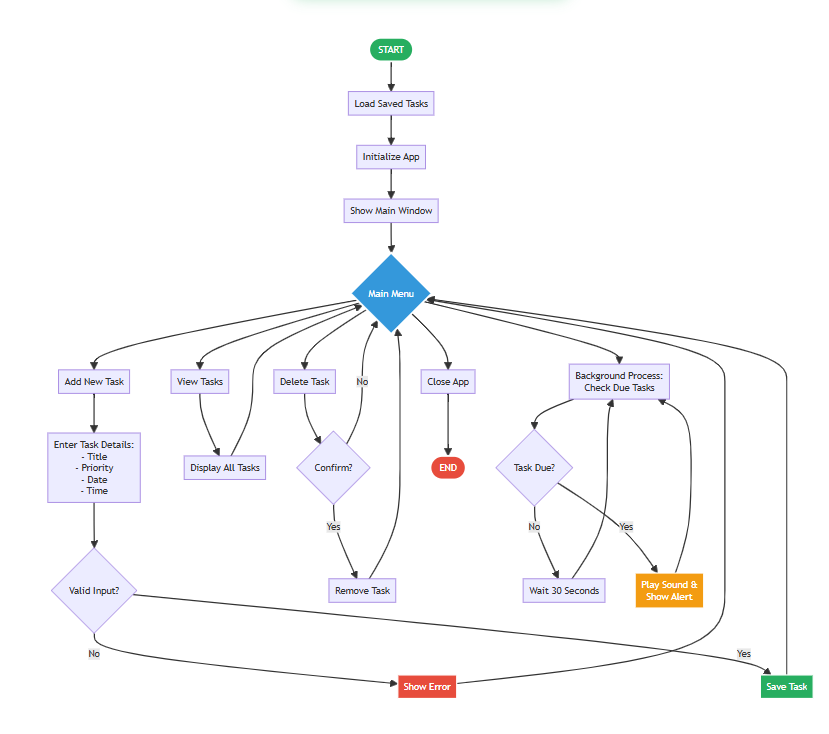 START
Load Saved Tasks
Initialize App
Show Main Window
Main Menu
Add New Task
View Tasks
Delete Task
No
Close App
Background Process:
Check Due Tasks
Enter Task Details:
- Title
- Priority
- Date
- Time
Display All Tasks
Confirm?
END
Task Due?
Yes
No
Yes
Valid Input?
Remove Task
Wait 30 Seconds
Play Sound &
Show Alert
No
Yes
Show Error
Save Task